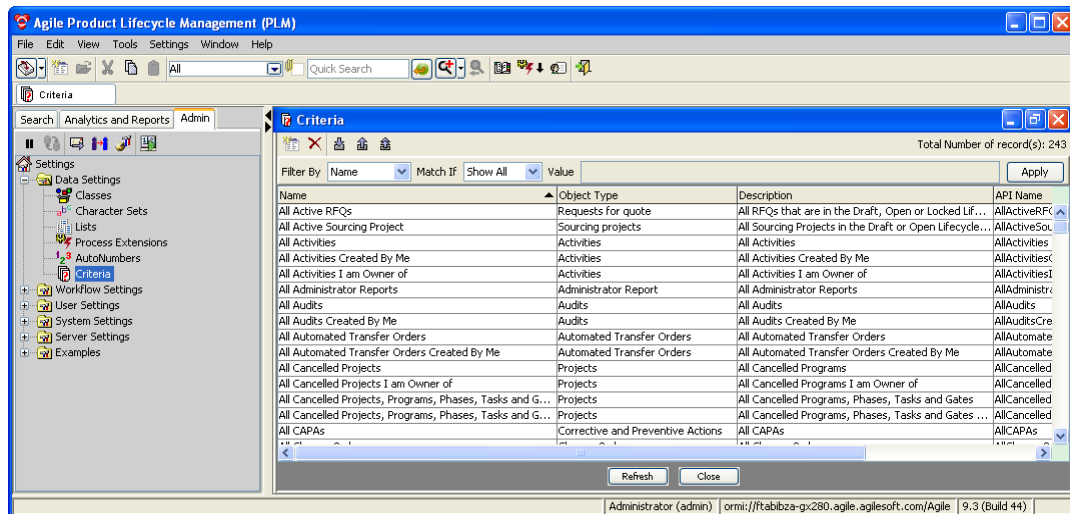 Agile Product Lifecycle Management (PLM)
File Edit View Tools Settings Window Help
All Quick Search
Criteria
Search Analytics and Reports Admin
Settings
Data Settings
Classes
Character Sets
Lists
Process Extensions
AutoNumbers
Criteria
Workflow Settings
User Settings
System Settings
Server Settings
Examples
Criteria
Total Number of record(s): 243
Filter By Name Match If Show All Value Apply
Name Object Type Description API Name
All Active RFQs Requests for quote All RFQs that are in the Draft, Open or Locked Lif... AllActiveRFQ
All Active Sourcing Project Sourcing projects All Sourcing Projects in the Draft or Open Lifecycle... AllActiveSou
All Activities Activities All Activities AllActivities
All Activities Created By Me Activities All Activities Created By Me AllActivitiesC
All Activities I am Owner of Activities All Activities I am Owner of AllActivitiesI
All Administrator Reports Administrator Report All Administrator Reports AllAdministra
All Audits Audits All Audits AllAudits
All Audits Created By Me Audits All Audits Created By Me AllAuditsCre
All Automated Transfer Orders Automated Transfer Orders All Automated Transfer Orders AllAutomate
All Automated Transfer Orders Created By Me Automated Transfer Orders All Automated Transfer Orders Created By Me AllAutomate
All Cancelled Projects Projects All Cancelled Programs AllCancelled
All Cancelled Projects I am Owner of Projects All Cancelled Programs I am Owner of AllCancelled
All Cancelled Projects, Programs, Phases, Tasks and G... Projects All Cancelled Programs, Phases, Tasks and Gates AllCancelled
All Cancelled Projects, Programs, Phases, Tasks and G... Projects All Cancelled Programs, Phases, Tasks and Gates ... AllCancelled
All CAPAs Corrective and Preventive Actions All CAPAs AllCAPAs
Refresh Close
Administrator (admin) ormi://ftabibza-gx280.agile.agilesoft.com/Agile 9.3 (Build 44)